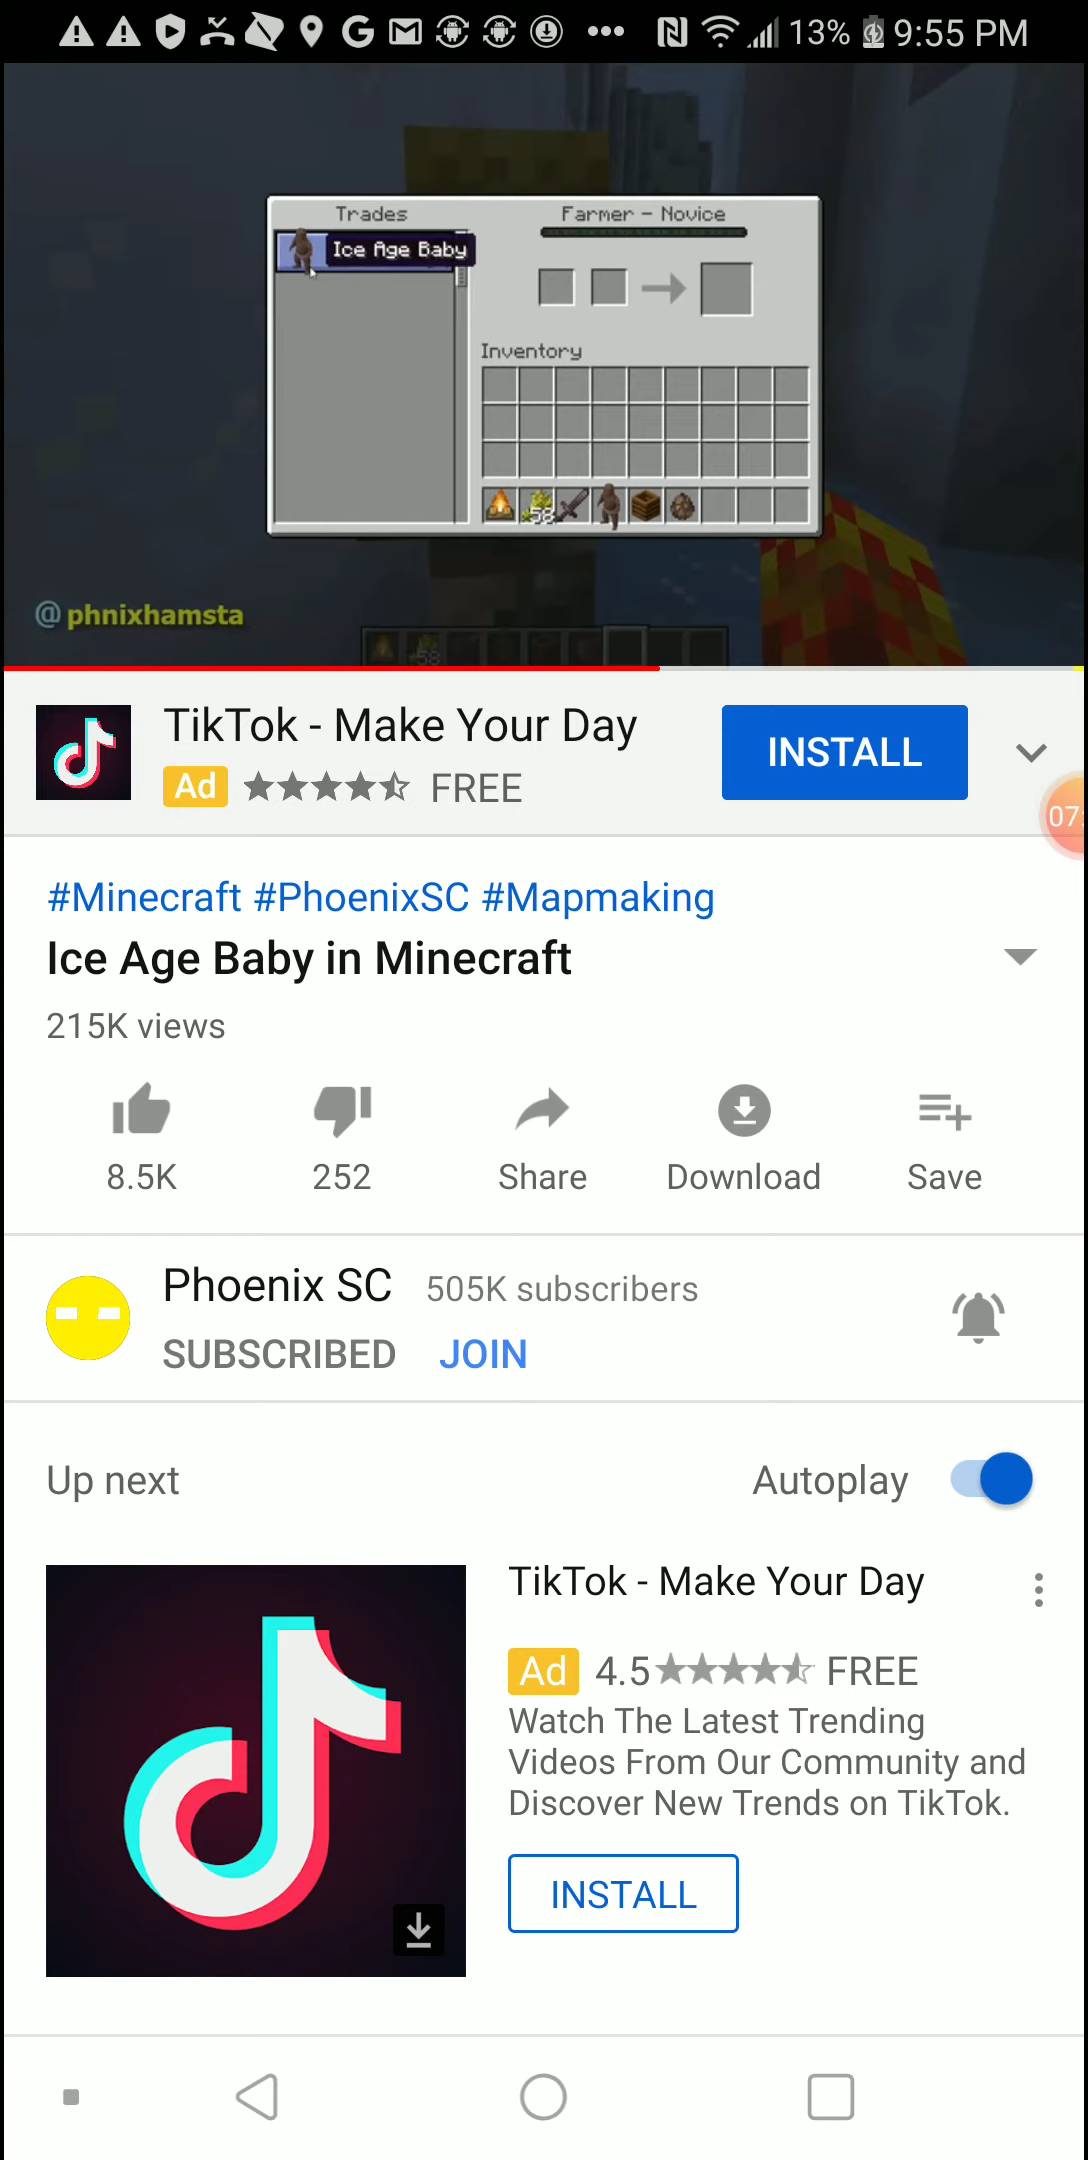 13% 9:55 PM
Trades
Farmer - Novice
Ice Age Baby
Inventory
58
@phnixhamsta
58
TikTok - Make Your Day
INSTALL
Ad FREE
07:
#Minecraft #PhoenixSC #Mapmaking
Ice Age Baby in Minecraft
215K views
8.5K 252 Share Download Save
Phoenix SC 505K subscribers
SUBSCRIBED JOIN
Up next Autoplay
TikTok - Make Your Day
Ad 4.5 FREE
Watch The Latest Trending
Videos From Our Community and
Discover New Trends on TikTok.
INSTALL